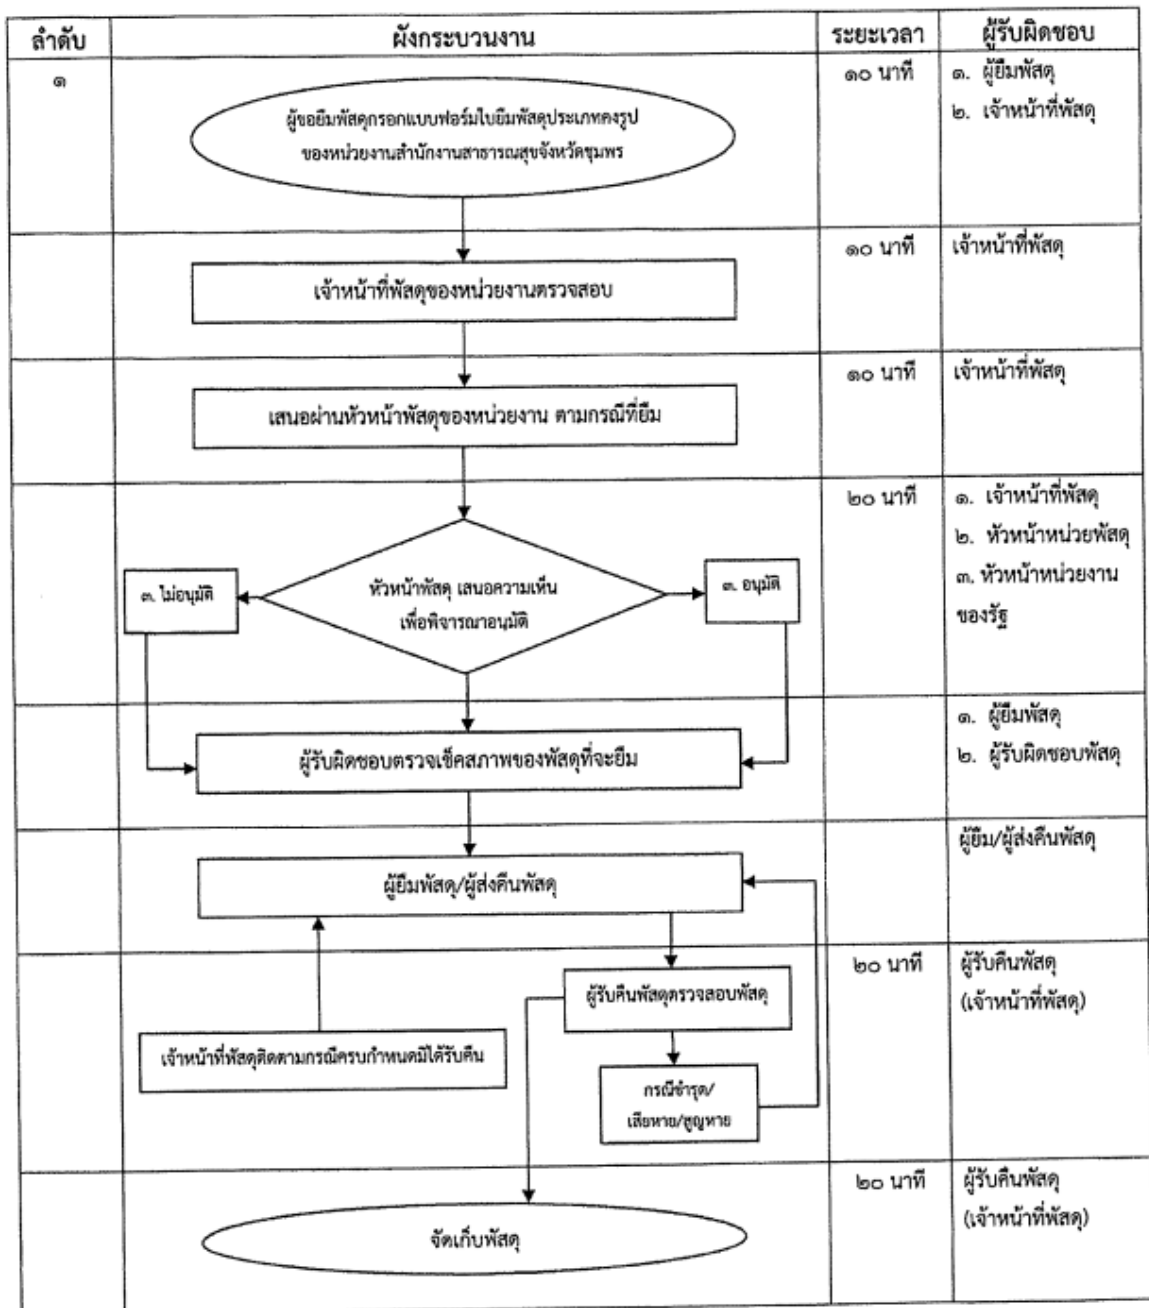 ลำดับ
ผังกระบวนงาน
ระยะเวลา
ผู้รับผิดชอบ
๑
ผู้ขอยืมพัสดุกรอกแบบฟอร์มใบยืมพัสดุประเภทคงรูป
ของหน่วยงานสำนักงานสาธารณสุขจังหวัดชุมพร
๑๐ นาที
๑. ผู้ยืมพัสดุ
๒. เจ้าหน้าที่พัสดุ
เจ้าหน้าที่พัสดุของหน่วยงานตรวจสอบ
๑๐ นาที
เจ้าหน้าที่พัสดุ
เสนอผ่านหัวหน้าพัสดุของหน่วยงาน ตามกรณีที่ยืม
๑๐ นาที
เจ้าหน้าที่พัสดุ
๓. ไม่อนุมัติ
หัวหน้าพัสดุ เสนอความเห็น
เพื่อพิจารณาอนุมัติ
๓. อนุมัติ
๒๐ นาที
๑. เจ้าหน้าที่พัสดุ
๒. หัวหน้าหน่วยพัสดุ
๓. หัวหน้าหน่วยงาน
ของรัฐ
ผู้รับผิดชอบตรวจเช็คสภาพของพัสดุที่จะยืม
๑. ผู้ยืมพัสดุ
๒. ผู้รับผิดชอบพัสดุ
ผู้ยืมพัสดุ/ผู้ส่งคืนพัสดุ
ผู้ยืม/ผู้ส่งคืนพัสดุ
ผู้รับคืนพัสดุตรวจสอบพัสดุ
๒๐ นาที
ผู้รับคืนพัสดุ
(เจ้าหน้าที่พัสดุ)
เจ้าหน้าที่พัสดุติดตามกรณีครบกำหนดมิได้รับคืน
กรณีชำรุด/
เสียหาย/สูญหาย
จัดเก็บพัสดุ
๒๐ นาที
ผู้รับคืนพัสดุ
(เจ้าหน้าที่พัสดุ)